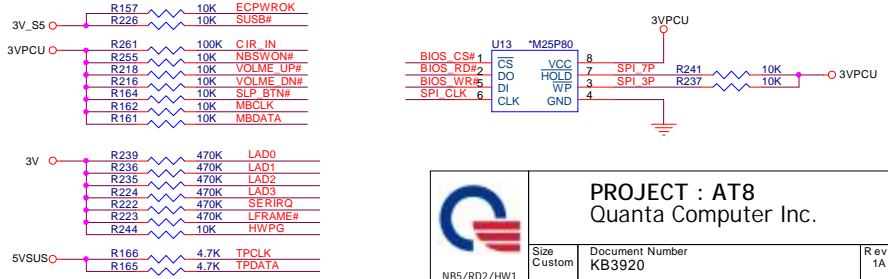 R157 10K ECPWROK
3V_S5 R226 10K SUSB#
3VPCU R261 100K CIR_IN
R255 10K NBSWON#
R218 10K VOLME_UP#
R216 10K VOLME_DN#
R164 10K SLP_BTN#
R162 10K MBCLK
R161 10K MBDATA
3V R239 470K LAD0
R236 470K LAD1
R235 470K LAD2
R224 470K LAD3
R222 470K SERIRQ
R223 470K LFRAME#
R244 10K HWPG
5VSUS R166 4.7K TPCLK
R165 4.7K TPDATA
3VPCU
U13 *M25P80
BIOS_CS# 1 CS VCC 8
BIOS_RD# 2 DO HOLD 7 SPI_7P R241 10K 3VPCU
BIOS_WR# 5 DI WP 3 SPI_3P R237 10K
SPI_CLK 6 CLK GND 4
PROJECT : AT8
Quanta Computer Inc.
NB5/RD2/HW1
Size Document Number Rev
Custom KB3920 1A